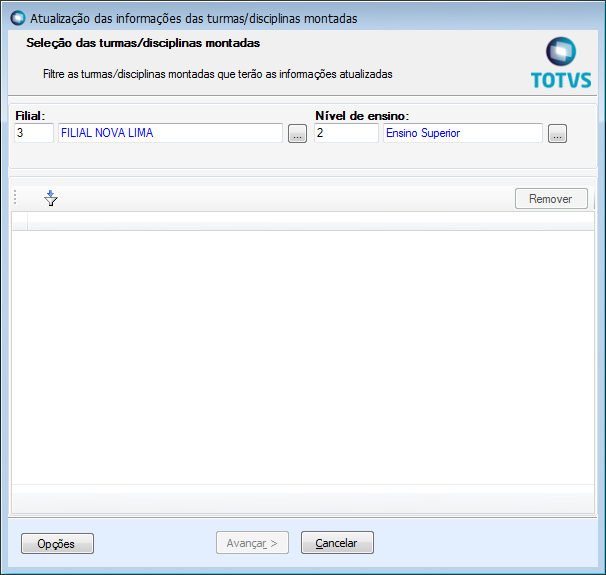 Atualização das informações das turmas/disciplinas montadas
Seleção das turmas/disciplinas montadas
Filtre as turmas/disciplinas montadas que terão as informações atualizadas
TOTVS
Filial: Nível de ensino:
3 FILIAL NOVA LIMA ... 2 Ensino Superior ...
Remover
Opções Avançar > Cancelar